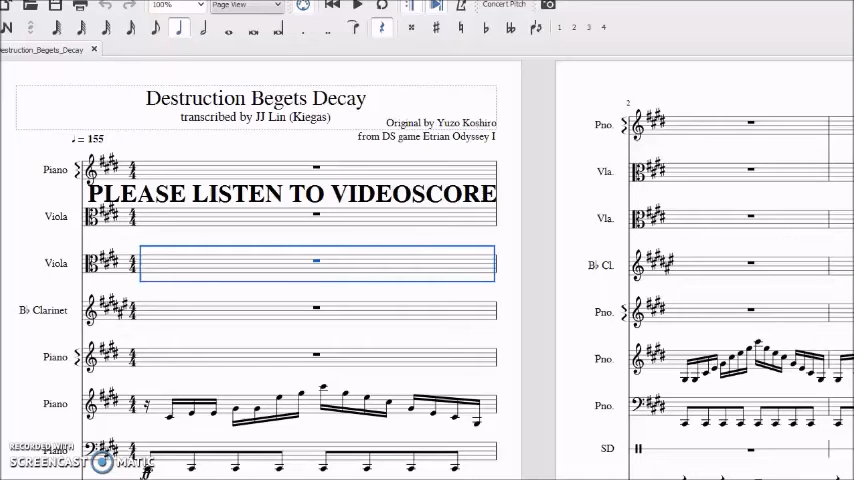 100% Page View Concert Pitch
1 2 3 4
Destruction_Begets_Decay
Destruction Begets Decay
transcribed by JJ Lin (Kiegas)
Original by Yuzo Koshiro
from DS game Etrian Odyssey I
= 155
2
Piano
PLEASE LISTEN TO VIDEOSCORE
Viola
Viola
B♭ Clarinet
Piano
Piano
Piano
ff
Pno.
Vla.
Vla.
B♭ Cl.
Pno.
Pno.
Pno.
SD
RECORDED WITH
SCREENCAST MATIC